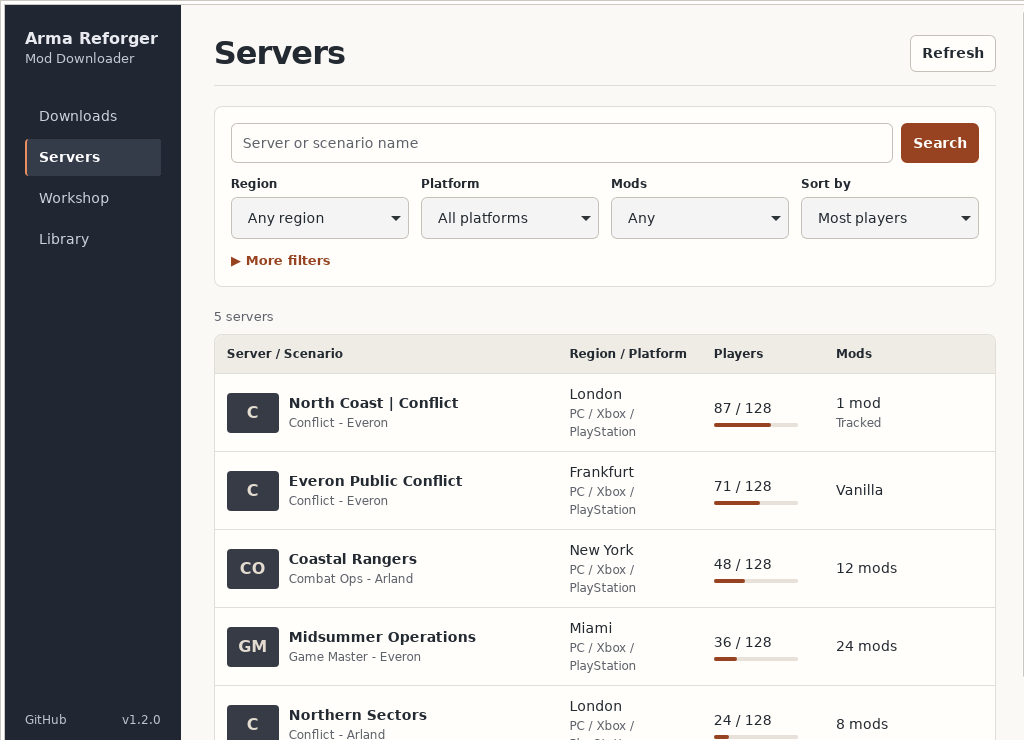 Arma Reforger
Mod Downloader
Downloads
Servers
Workshop
Library
GitHub v1.2.0
Servers
Refresh
Server or scenario name
Search
Region Platform Mods Sort by
Any region All platforms Any Most players
▶ More filters
5 servers
Server / Scenario Region / Platform Players Mods
C
North Coast | Conflict
Conflict - Everon
London
PC / Xbox /
PlayStation
87 / 128
1 mod
Tracked
C
Everon Public Conflict
Conflict - Everon
Frankfurt
PC / Xbox /
PlayStation
71 / 128
Vanilla
CO
Coastal Rangers
Combat Ops - Arland
New York
PC / Xbox /
PlayStation
48 / 128
12 mods
GM
Midsummer Operations
Game Master - Everon
Miami
PC / Xbox /
PlayStation
36 / 128
24 mods
C
Northern Sectors
Conflict - Arland
London
PC / Xbox /
24 / 128
8 mods